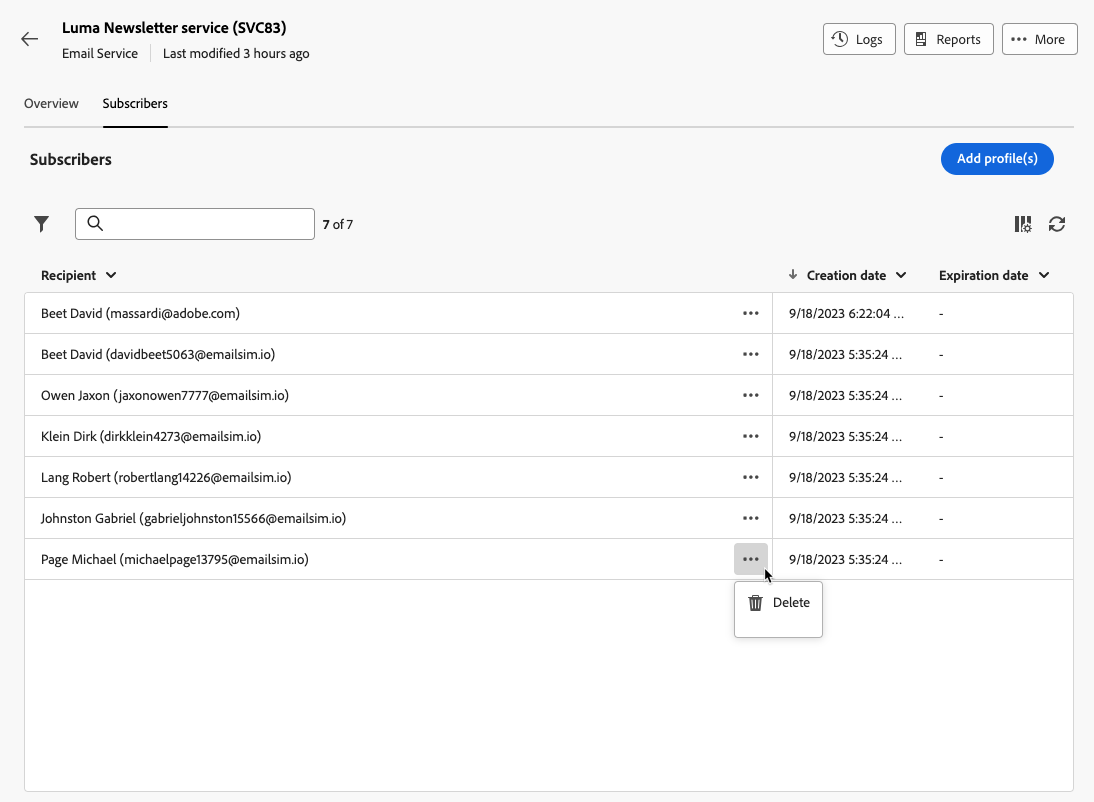 Luma Newsletter service (SVC83)
Email Service Last modified 3 hours ago
Logs Reports More
Overview Subscribers
Subscribers
Add profile(s)
7 of 7
Recipient Creation date Expiration date
Beet David (massardi@adobe.com) 9/18/2023 6:22:04 ... -
Beet David (davidbeet5063@emailsim.io) 9/18/2023 5:35:24 ... -
Owen Jaxon (jaxonowen7777@emailsim.io) 9/18/2023 5:35:24 ... -
Klein Dirk (dirkklein4273@emailsim.io) 9/18/2023 5:35:24 ... -
Lang Robert (robertlang14226@emailsim.io) 9/18/2023 5:35:24 ... -
Johnston Gabriel (gabrieljohnston15566@emailsim.io) 9/18/2023 5:35:24 ... -
Page Michael (michaelpage13795@emailsim.io) 9/18/2023 5:35:24 ... -
Delete